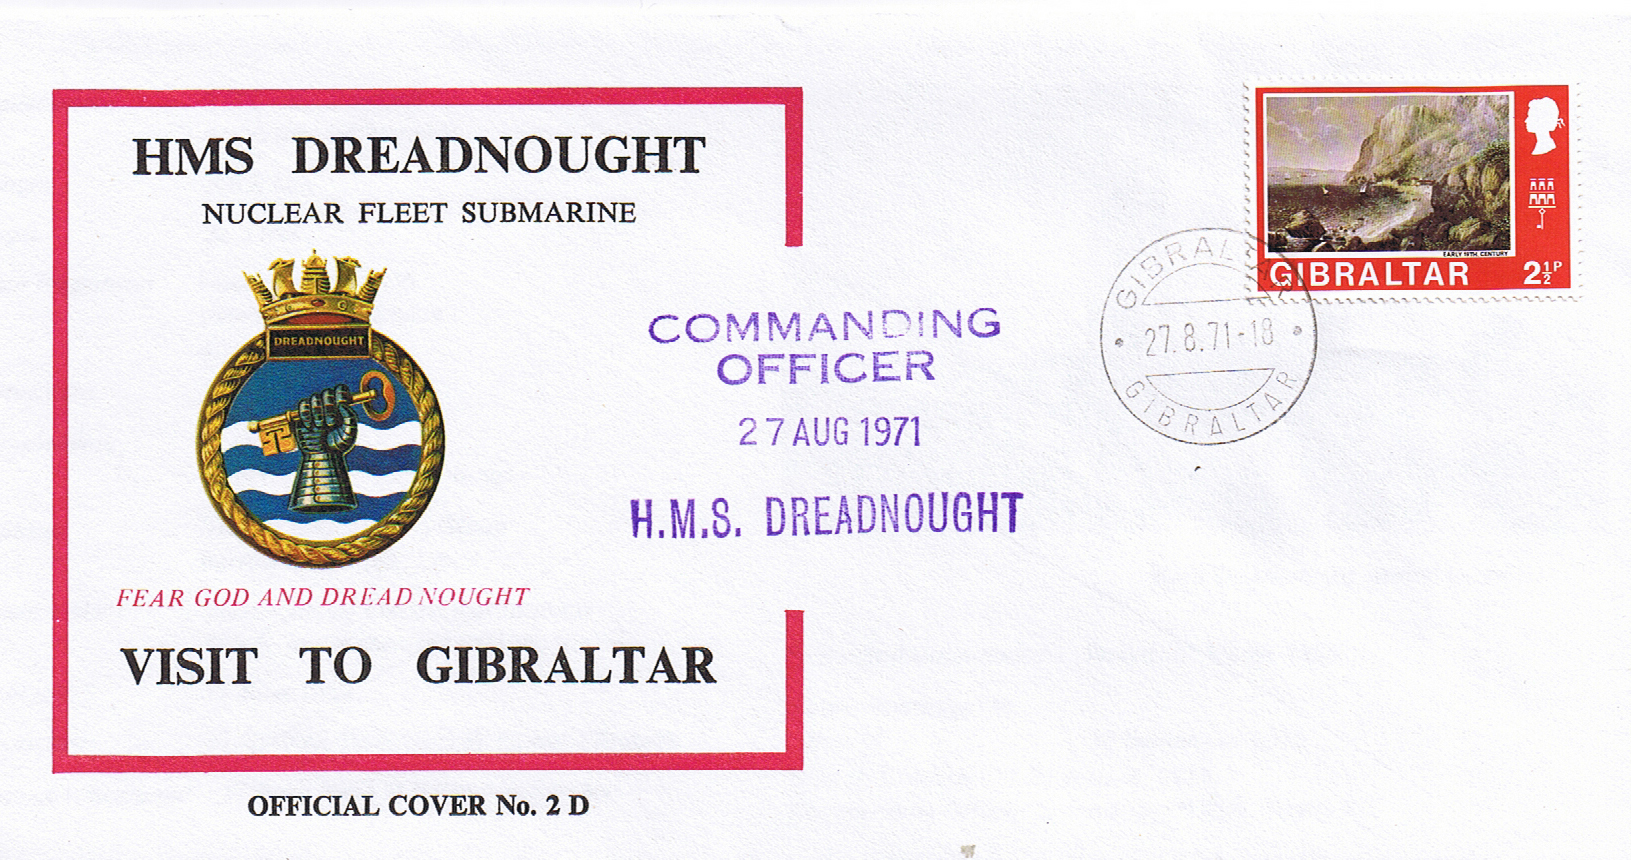 HMS DREADNOUGHT
NUCLEAR FLEET SUBMARINE
DREADNOUGHT
FEAR GOD AND DREAD NOUGHT
VISIT TO GIBRALTAR
OFFICIAL COVER No. 2 D
COMMANDING
OFFICER
27 AUG 1971
H.M.S. DREADNOUGHT
EARLY 19TH. CENTURY
GIBRALTAR 2½P
GIBRALTAR
27.8.71-18
GIBRALTAR